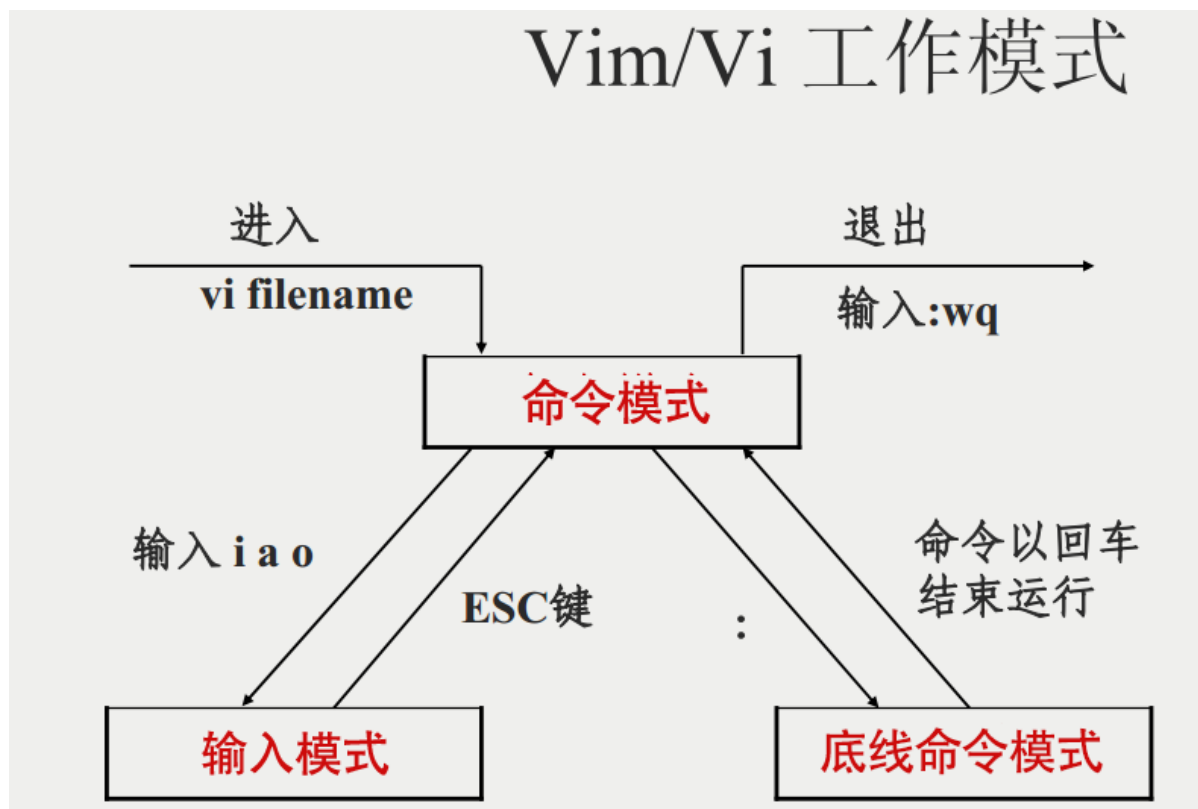 Vim/Vi 工作模式
进入
vi filename
退出
输入:wq
命令模式
输入 i a o
ESC键
:
命令以回车
结束运行
输入模式
底线命令模式